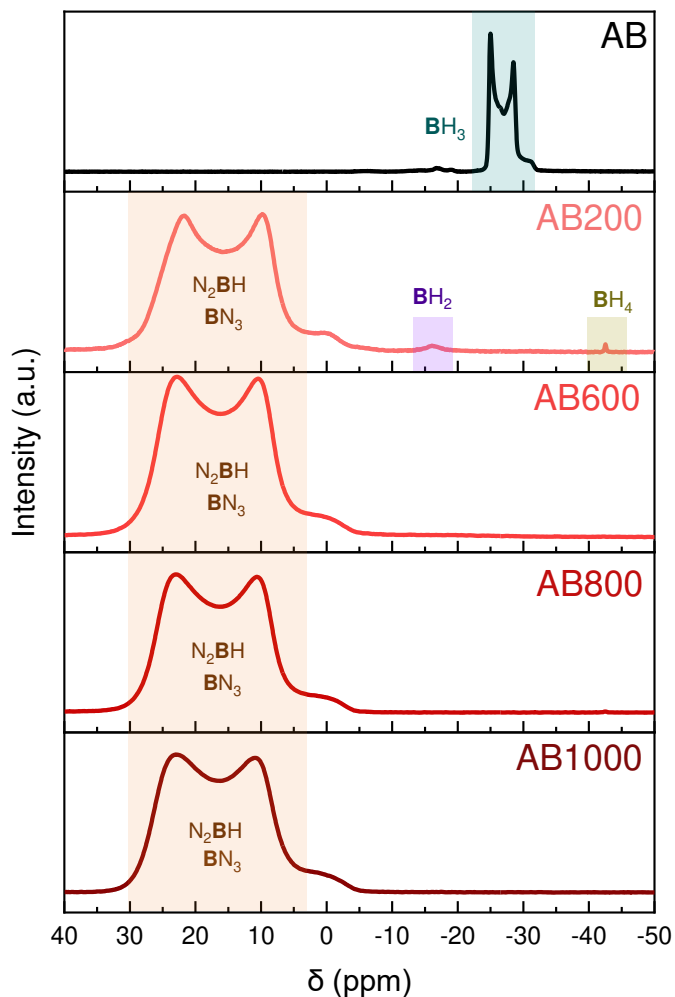 AB
BH₃
AB200
N₂BH
BN₃
BH₂
BH₄
AB600
N₂BH
BN₃
AB800
N₂BH
BN₃
AB1000
N₂BH
BN₃
Intensity (a.u.)
40 30 20 10 0 -10 -20 -30 -40 -50
δ (ppm)